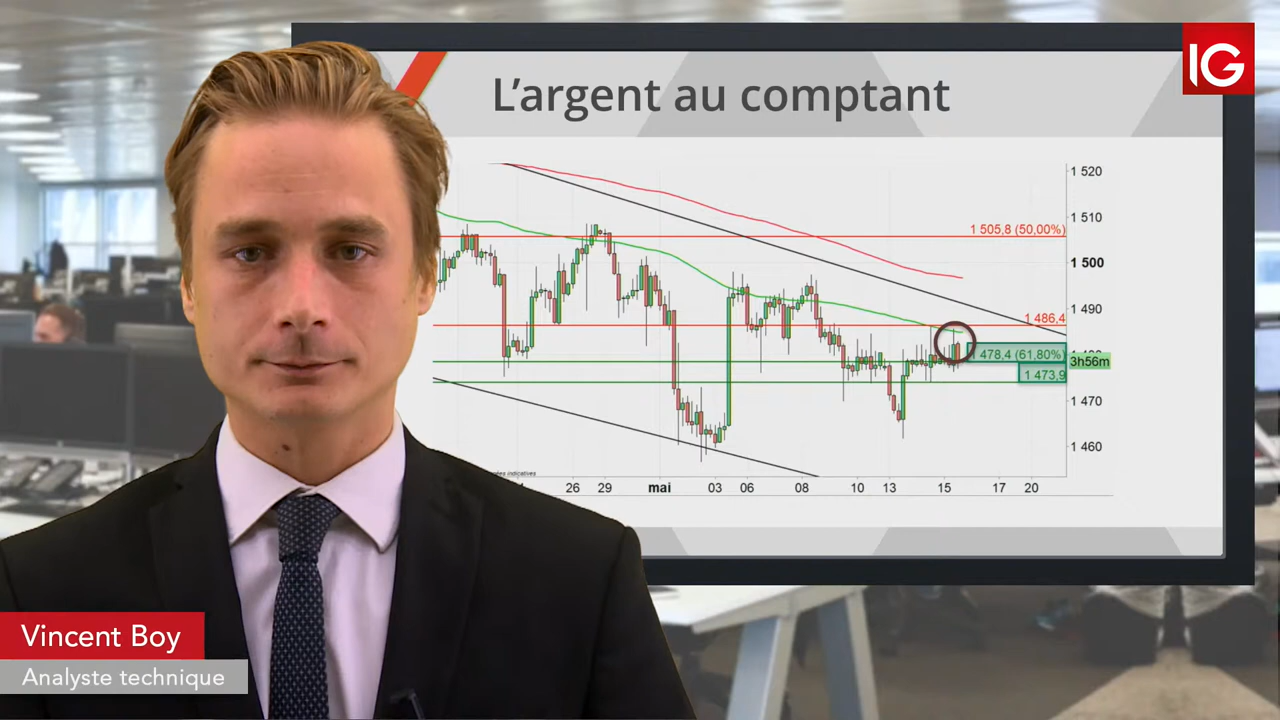 IG
L'argent au comptant
1 520
1 510
1 505,8 (50,00%)
1 500
1 490
1 486,4
478,4 (61,80%)
3h56m
1 473,9
1 470
1 460
26 29 mai 03 06 08 10 13 15 17 20
Vincent Boy
Analyste technique